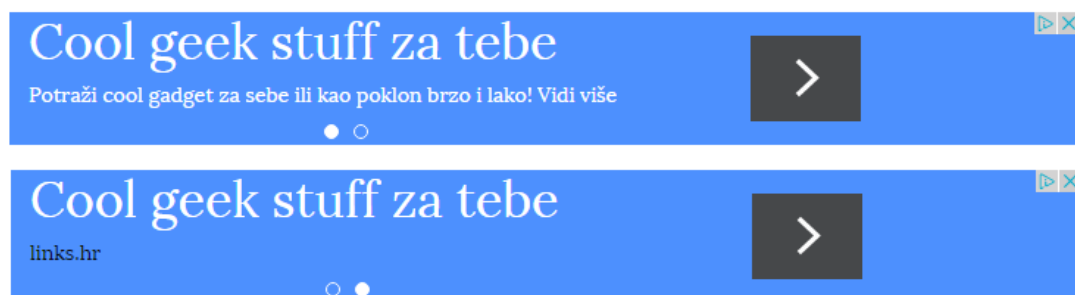 Cool geek stuff za tebe
Potraži cool gadget za sebe ili kao poklon brzo i lako! Vidi više
Cool geek stuff za tebe
links.hr